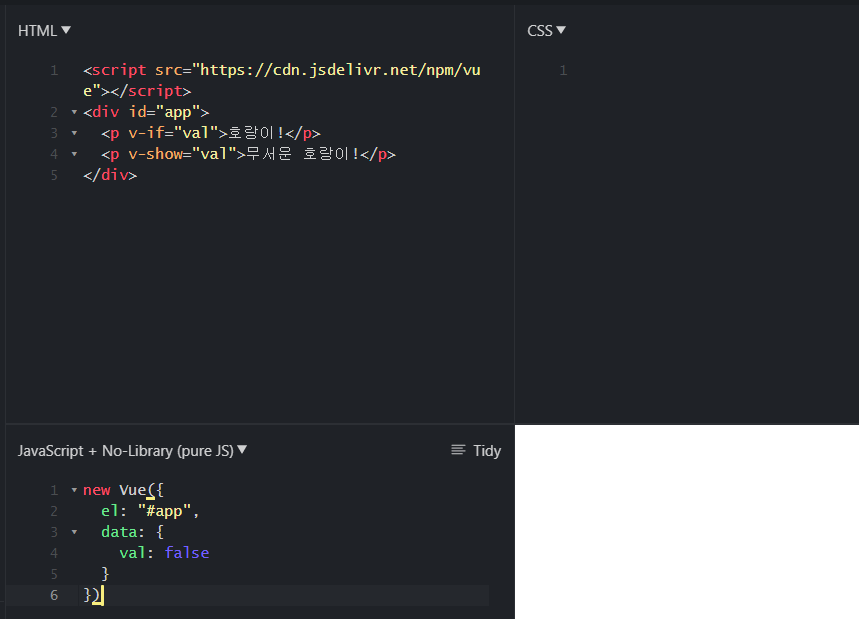 HTML▼
1 <script src="https://cdn.jsdelivr.net/npm/vu
e"></script>
2 ▾ <div id="app">
3 ▾ <p v-if="val">호랑이!</p>
4 ▾ <p v-show="val">무서운 호랑이!</p>
5 </div>
CSS▼
1
JavaScript + No-Library (pure JS)▼ Tidy
1 ▾ new Vue({
2 el: "#app",
3 ▾ data: {
4 val: false
5 }
6 })